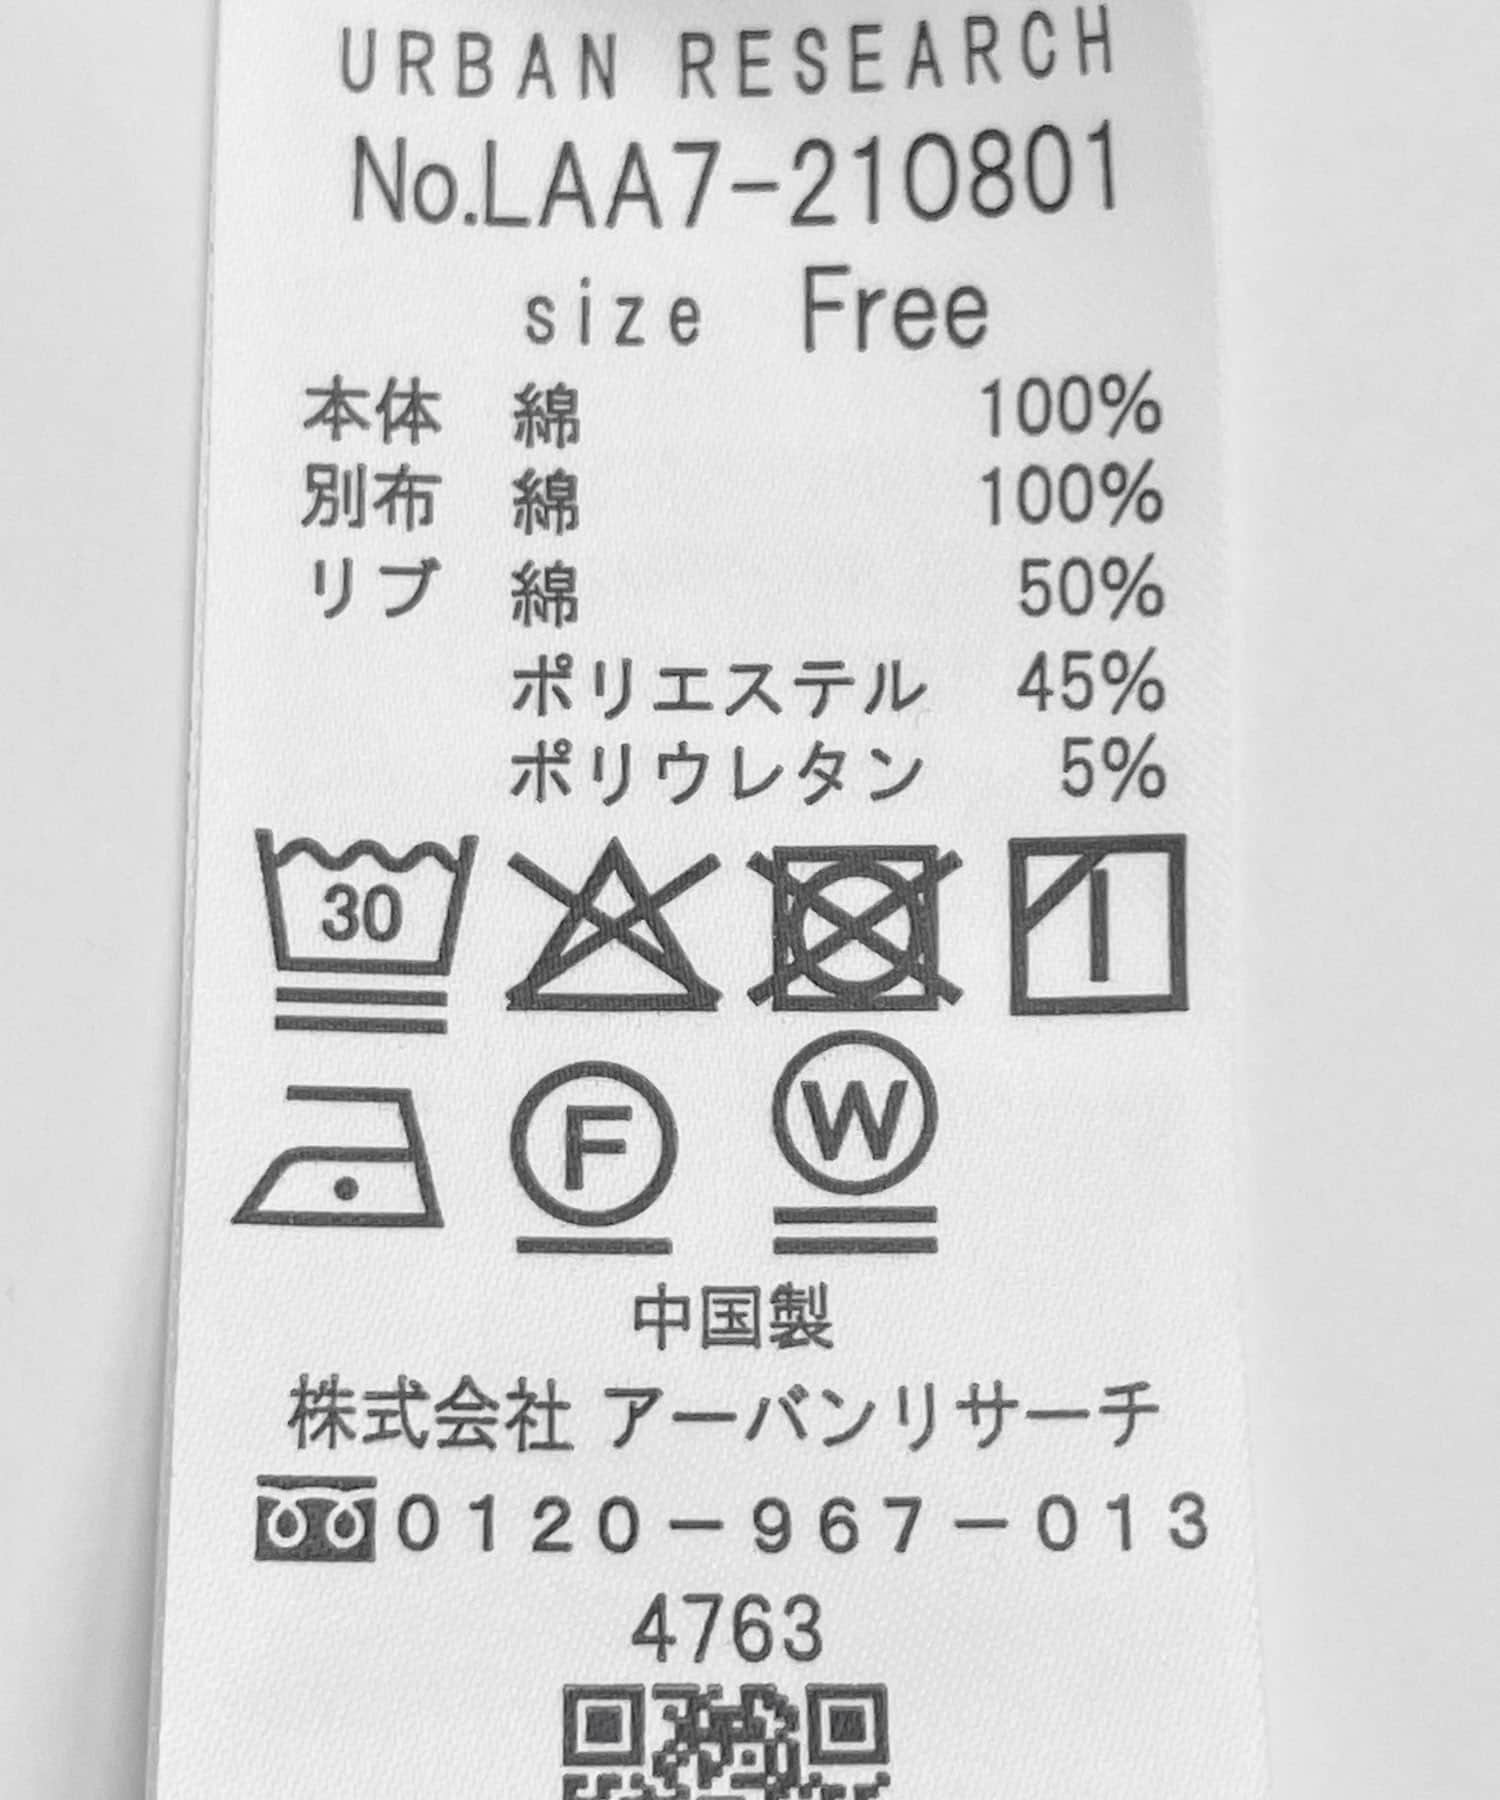 URBAN RESEARCH
No.LAA7-210801
size Free
本体 綿 100%
別布 綿 100%
リブ 綿 50%
ポリエステル 45%
ポリウレタン 5%
30
F W
中国製
株式会社 アーバンリサーチ
0120-967-013
4763